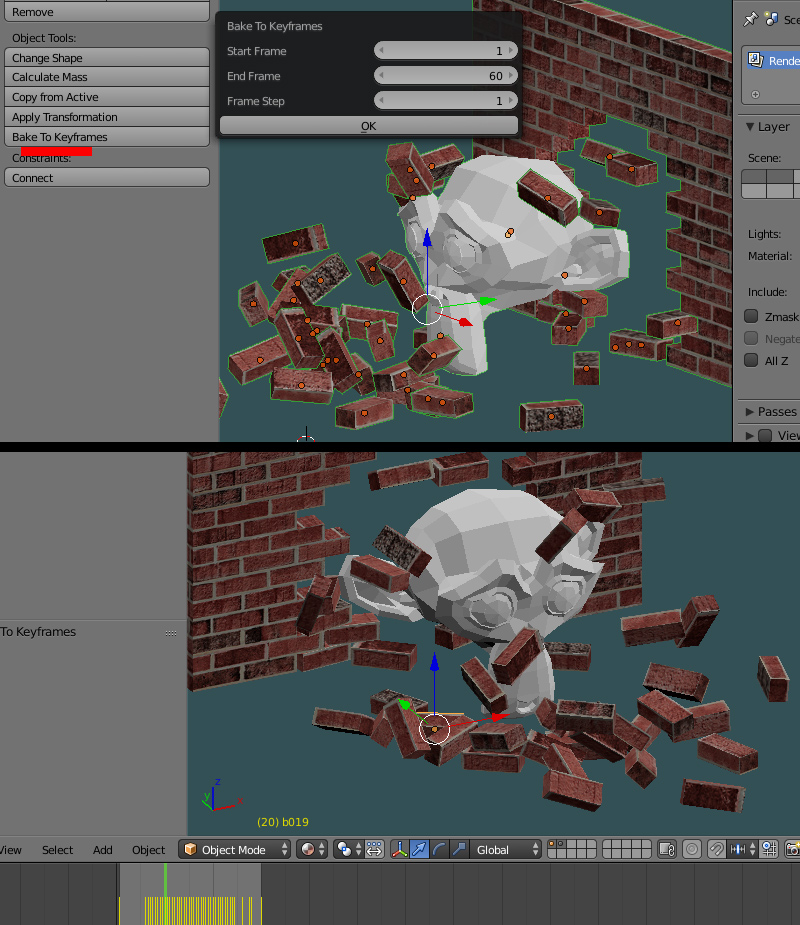 Remove
Object Tools:
Change Shape
Calculate Mass
Copy from Active
Apply Transformation
Bake To Keyframes
Constraints:
Connect
Bake To Keyframes
Start Frame 1
End Frame 60
Frame Step 1
OK
Sce
Rende
Layer
Scene:
Lights:
Material:
Include:
Zmask
Negate
All Z
Passes
View
To Keyframes
z
y
x
(20) b019
View Select Add Object Object Mode Global